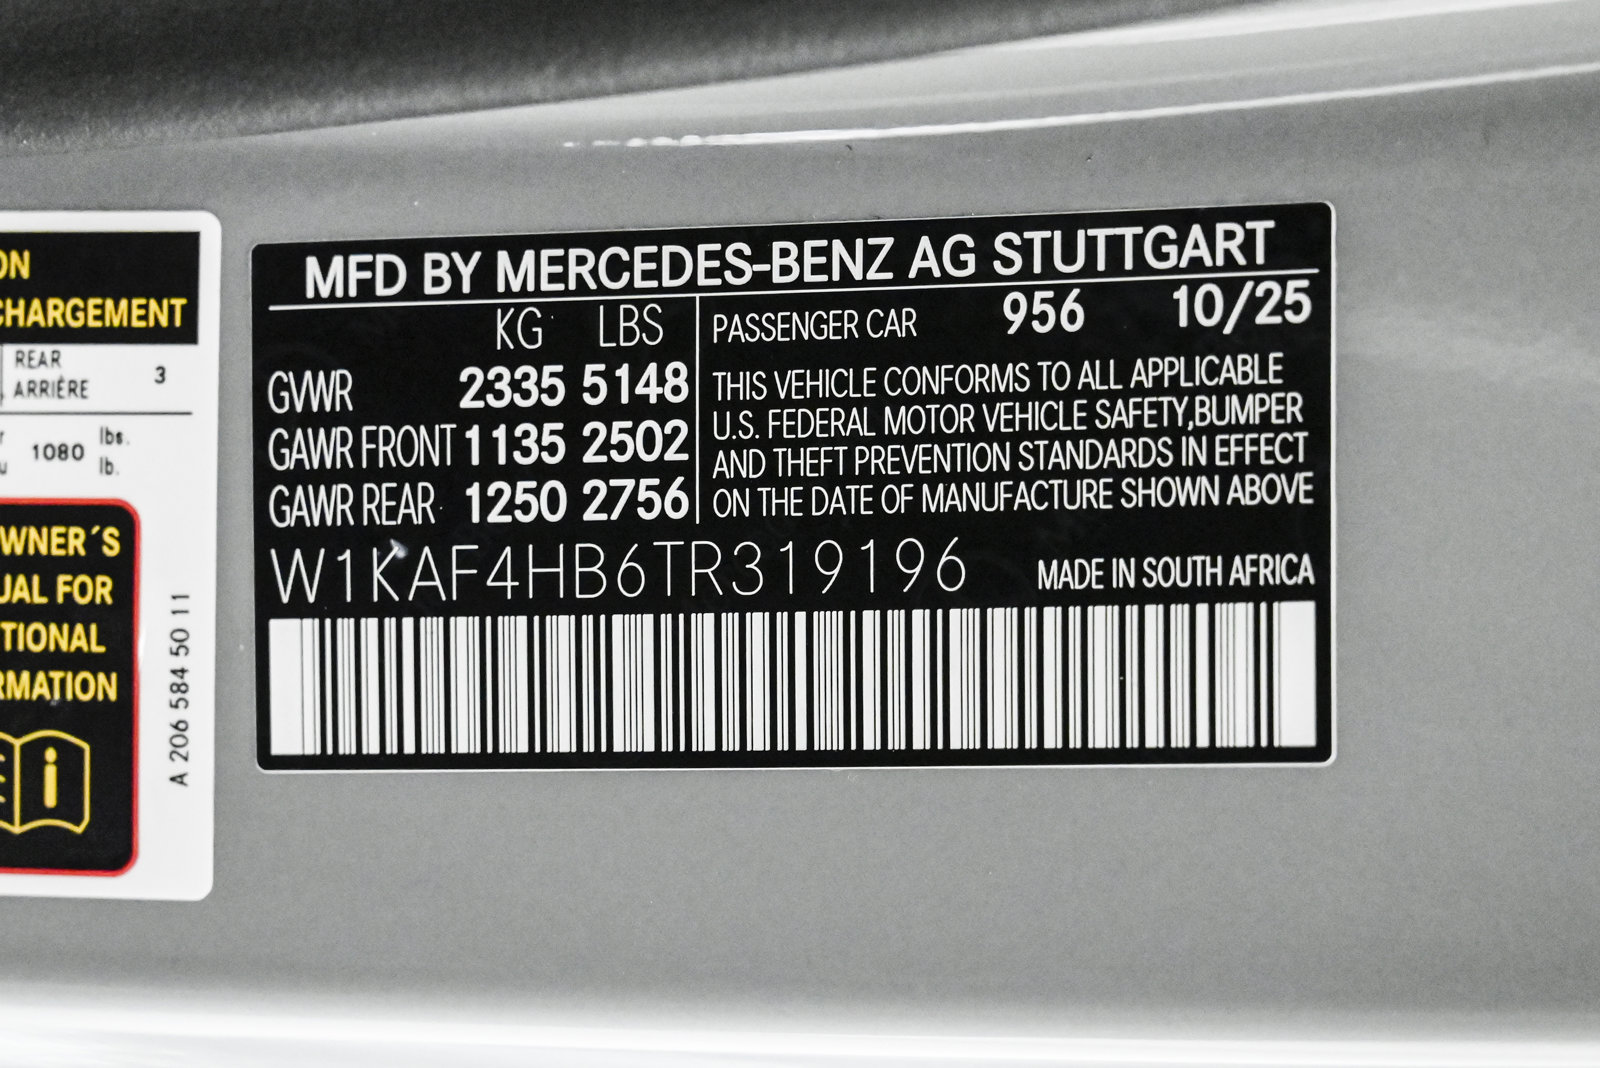 ON
CHARGEMENT
REAR
ARRIÈRE 3
1080 lbs.
lb.
WNER´S
UAL FOR
TIONAL
RMATION
A 206 584 50 11
MFD BY MERCEDES-BENZ AG STUTTGART
KG LBS
GVWR 2335 5148
GAWR FRONT 1135 2502
GAWR REAR 1250 2756
PASSENGER CAR 956 10/25
THIS VEHICLE CONFORMS TO ALL APPLICABLE
U.S. FEDERAL MOTOR VEHICLE SAFETY,BUMPER
AND THEFT PREVENTION STANDARDS IN EFFECT
ON THE DATE OF MANUFACTURE SHOWN ABOVE
W1KAF4HB6TR319196
MADE IN SOUTH AFRICA